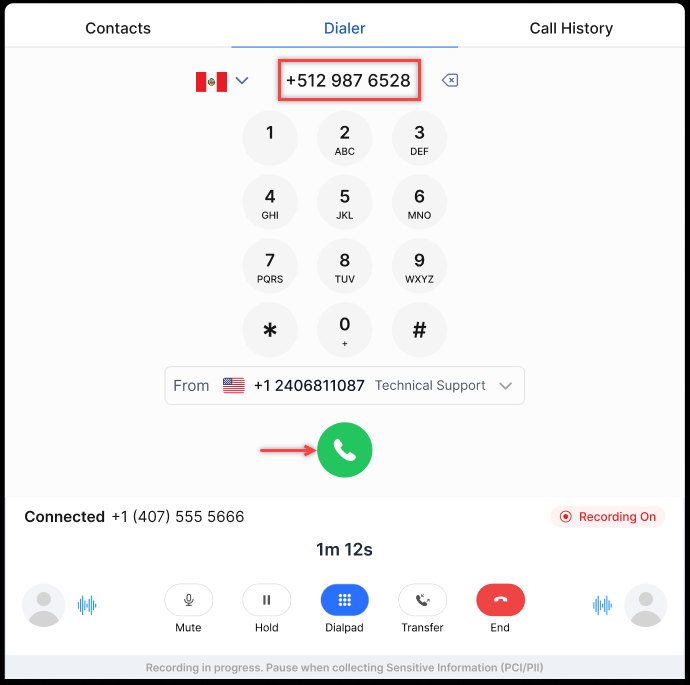 Contacts Dialer Call History
+512 987 6528
1 2 3
ABC DEF
4 5 6
GHI JKL MNO
7 8 9
PQRS TUV WXYZ
* 0 #
+
From +1 2406811087 Technical Support
Connected +1 (407) 555 5666 Recording On
1m 12s
Mute Hold Dialpad Transfer End
Recording in progress. Pause when collecting Sensitive Information (PCI/PII)